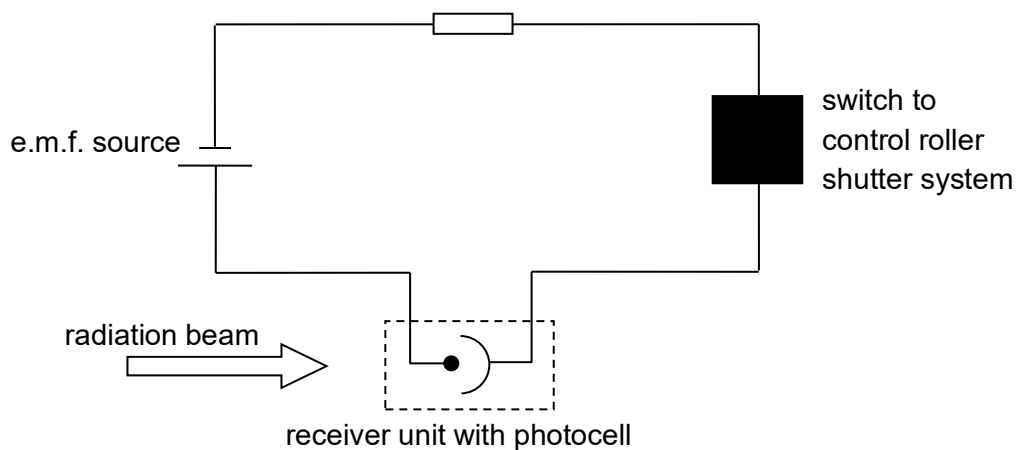 e.m.f. source
switch to
control roller
shutter system
radiation beam
receiver unit with photocell